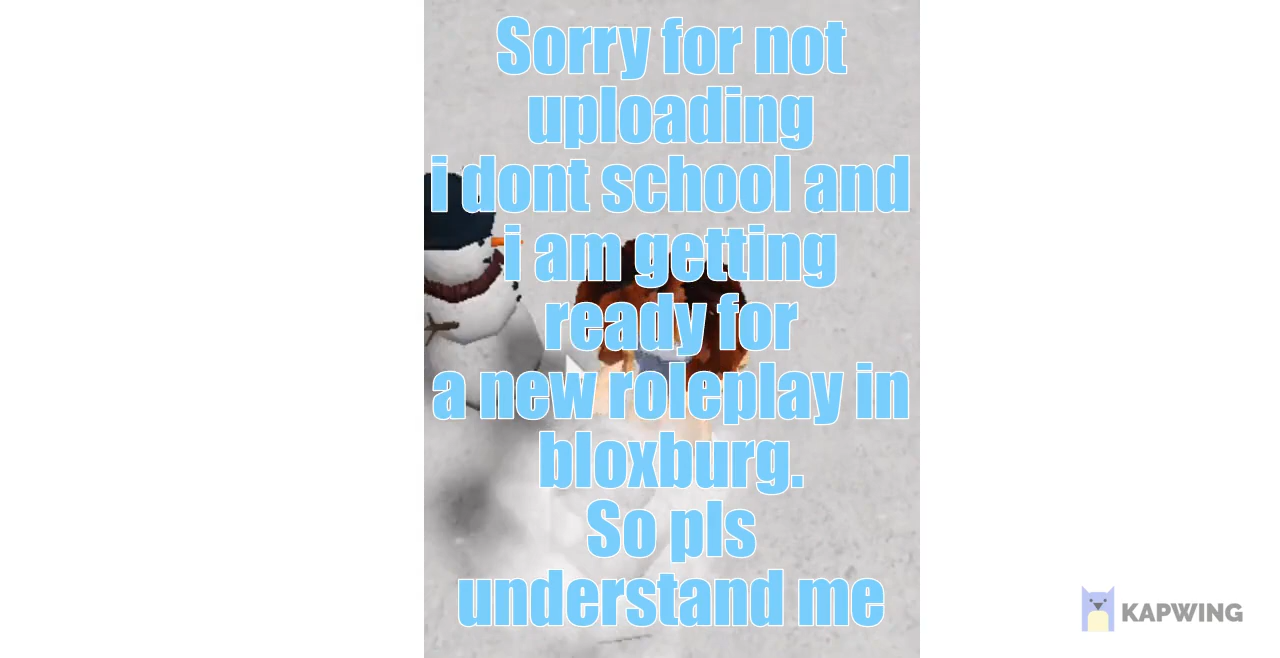 Sorry for not
uploading
i dont school and
i am getting
ready for
a new roleplay in
bloxburg.
So pls
understand me
KAPWING